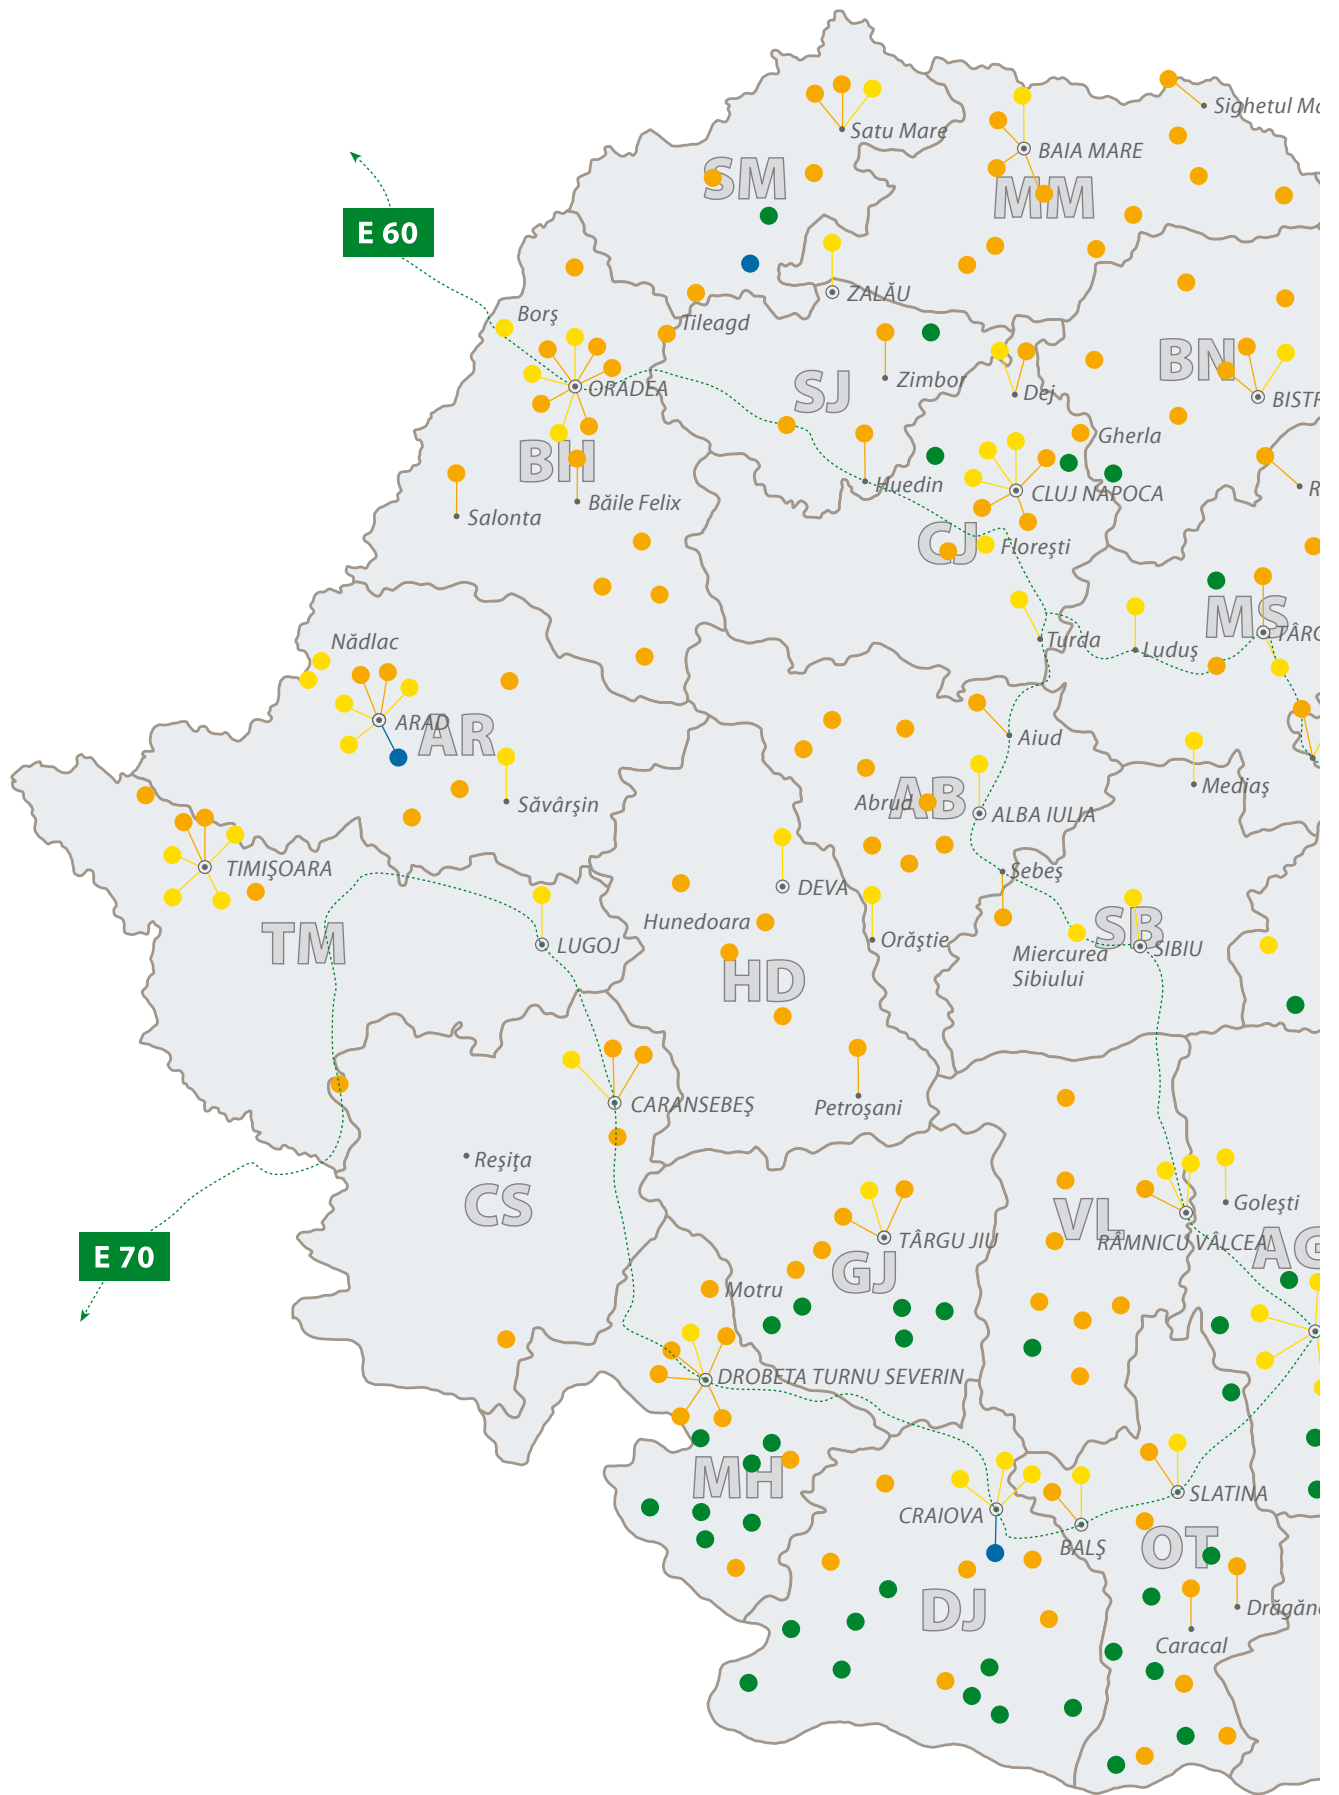 Satu Mare
Sighetul Ma
BAIA MARE
SM
MM
E 60
ZALĂU
Borş
Tileagd
ORADEA
Zimbor
SJ
Dej
BN
BISTR
Gherla
BH
Huedin
CLUJ NAPOCA
R
Salonta
Băile Felix
CJ
Floreşti
MS
TÂRG
Nădlac
Turda
Luduş
ARAD
AR
Aiud
Săvârşin
Mediaş
Abrud
AB
ALBA IULIA
TIMIŞOARA
DEVA
Sebeş
Hunedoara
TM
LUGOJ
Orăştie
SB
SIBIU
Miercurea
Sibiului
HD
CARANSEBEŞ
Petroşani
Reşiţa
CS
Goleşti
VL
RÂMNICU VÂLCEA
AG
TÂRGU JIU
GJ
E 70
Motru
DROBETA TURNU SEVERIN
MH
CRAIOVA
SLATINA
BALŞ
OT
DJ
Drăgăne
Caracal